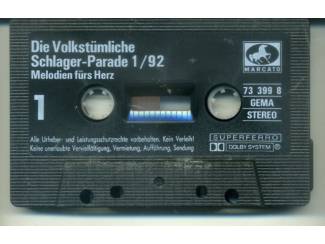 Die Volkstümliche
Schlager-Parade 1/92
Melodien fürs Herz
MARCATO
1
73 399 8
GEMA
STEREO
Alle Urheber- und Leistungsschutzrechte vorbehalten. Kein Verleih!
Keine unerlaubte Vervielfältigung, Vermietung, Aufführung, Sendung
SUPERFERRO
DOLBY SYSTEM